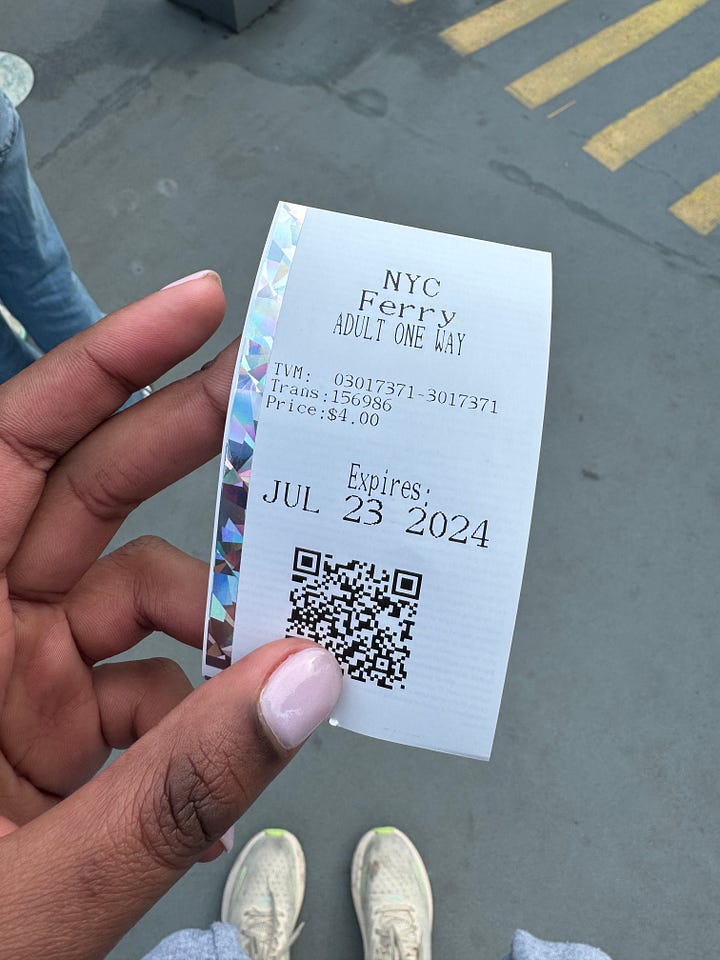 NYC
Ferry
ADULT ONE WAY
TVM: 03017371-3017371
Trans:156986
Price:$4.00
Expires:
JUL 23 2024